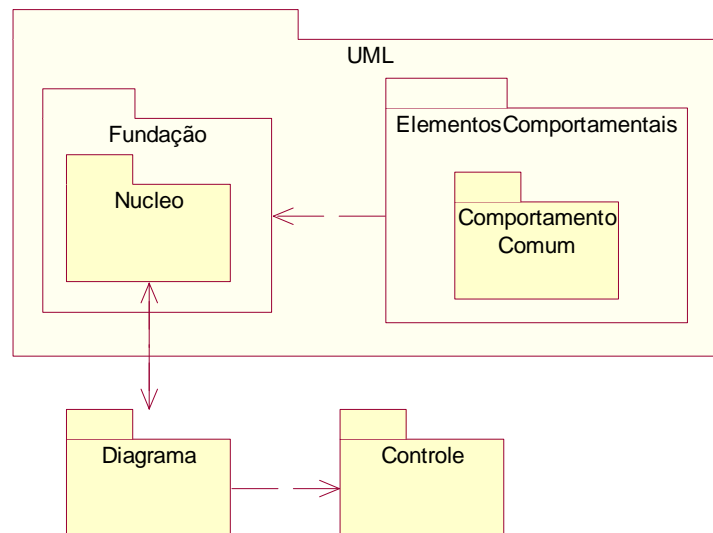 UML
Fundação
ElementosComportamentais
Nucleo
Comportamento
Comum
Diagrama
Controle